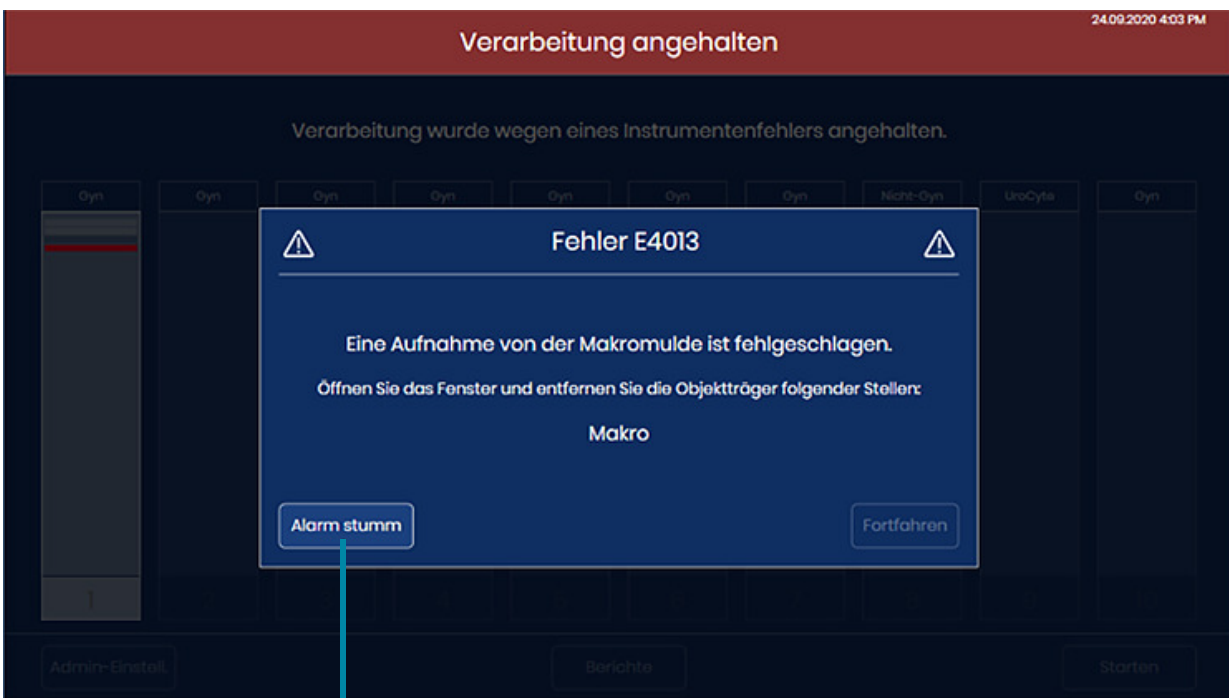 24.09.2020 4:03 PM
Verarbeitung angehalten
Verarbeitung wurde wegen eines Instrumentenfehlers angehalten.
Gyn Gyn Gyn Gyn Gyn Gyn Gyn Nicht-Gyn UroCyte Gyn
Fehler E4013
Eine Aufnahme von der Makromulde ist fehlgeschlagen.
Öffnen Sie das Fenster und entfernen Sie die Objektträger folgender Stellen:
Makro
Alarm stumm Fortfahren
1 2 3
Admin-Einstell. Berichte Starten